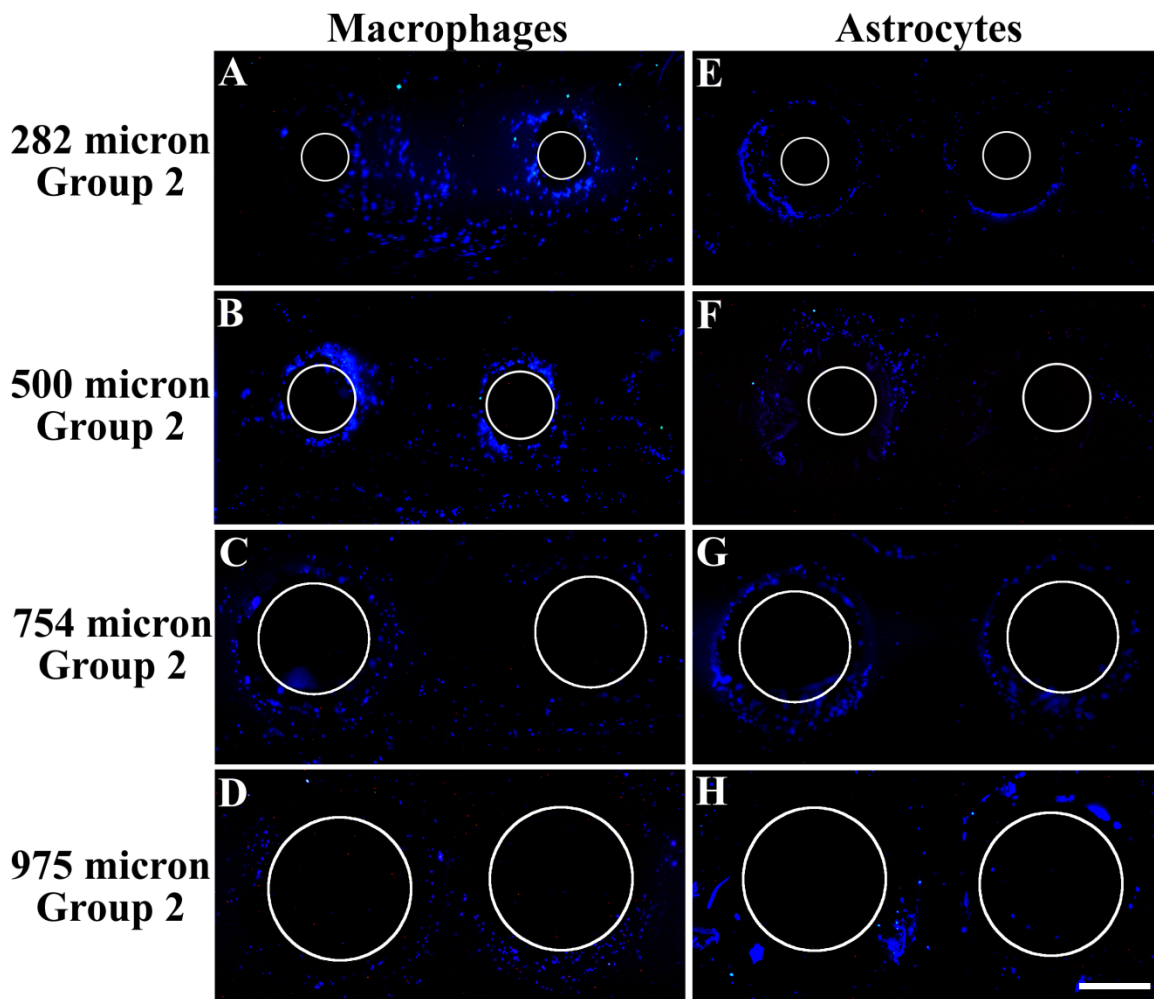 Macrophages Astrocytes
A E
282 micron
Group 2
B F
500 micron
Group 2
C G
754 micron
Group 2
D H
975 micron
Group 2